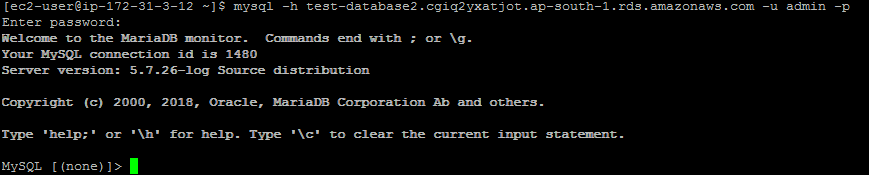 [ec2-user@ip-172-31-3-12 ~]$ mysql -h test-database2.cgiq2yxatjot.ap-south-1.rds.amazonaws.com -u admin -p
Enter password:
Welcome to the MariaDB monitor.  Commands end with ; or \g.
Your MySQL connection id is 1480
Server version: 5.7.26-log Source distribution
Copyright (c) 2000, 2018, Oracle, MariaDB Corporation Ab and others.
Type 'help;' or '\h' for help. Type '\c' to clear the current input statement.
MySQL [(none)]>